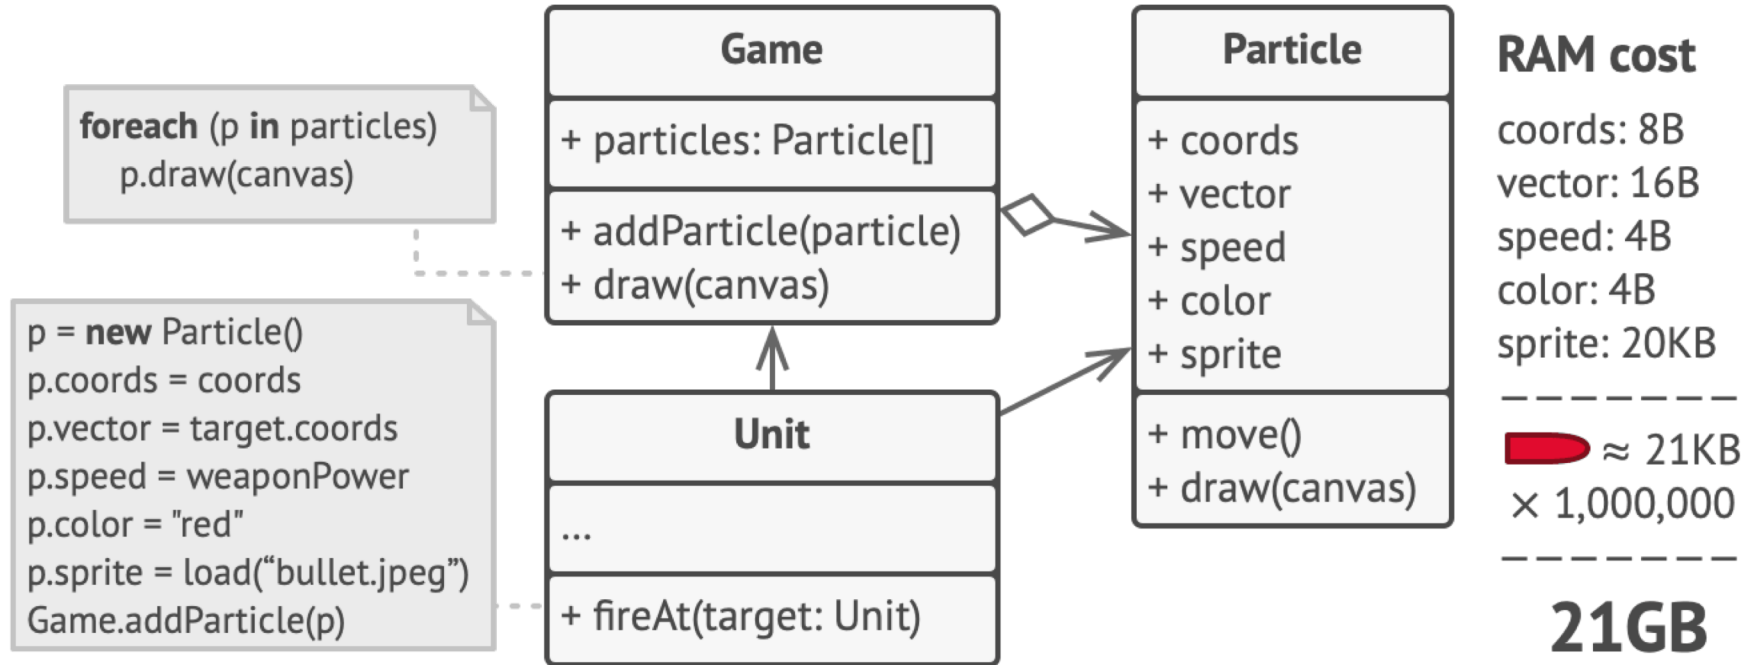 foreach (p in particles)
p.draw(canvas)
p = new Particle()
p.coords = coords
p.vector = target.coords
p.speed = weaponPower
p.color = "red"
p.sprite = load(“bullet.jpeg”)
Game.addParticle(p)
Game
+ particles: Particle[]
+ addParticle(particle)
+ draw(canvas)
Unit
...
+ fireAt(target: Unit)
Particle
+ coords
+ vector
+ speed
+ color
+ sprite
+ move()
+ draw(canvas)
RAM cost
coords: 8B
vector: 16B
speed: 4B
color: 4B
sprite: 20KB
≈ 21KB
× 1,000,000
21GB